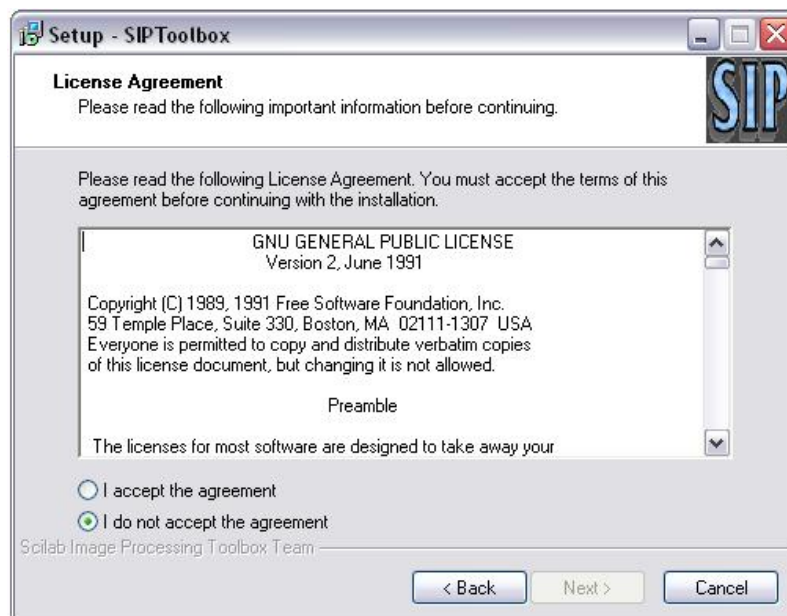 Setup - SIPToolbox
License Agreement
Please read the following important information before continuing.
SIP
Please read the following License Agreement. You must accept the terms of this
agreement before continuing with the installation.
GNU GENERAL PUBLIC LICENSE
Version 2, June 1991
Copyright (C) 1989, 1991 Free Software Foundation, Inc.
59 Temple Place, Suite 330, Boston, MA  02111-1307  USA
Everyone is permitted to copy and distribute verbatim copies
of this license document, but changing it is not allowed.
Preamble
The licenses for most software are designed to take away your
I accept the agreement
I do not accept the agreement
Scilab Image Processing Toolbox Team
< Back
Next >
Cancel